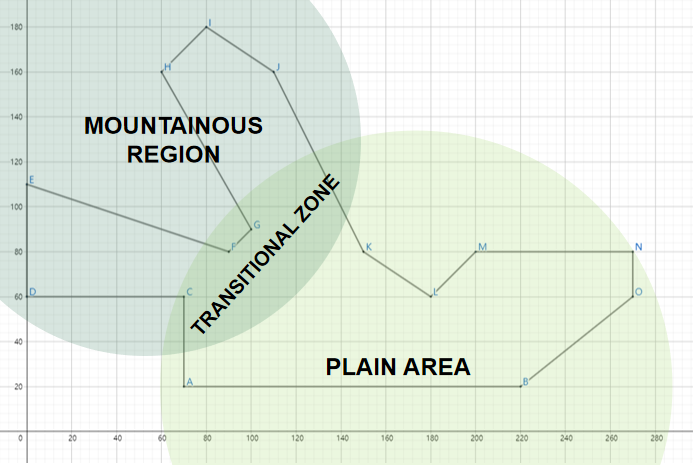 180
I
H
J
160
140
MOUNTAINOUS
REGION
120
E
100
G
F
80
K
M
N
TRANSITIONAL ZONE
D
C
60
L
O
40
PLAIN AREA
A
B
20
0
20
40
60
80
100
120
140
160
180
200
220
240
260
280